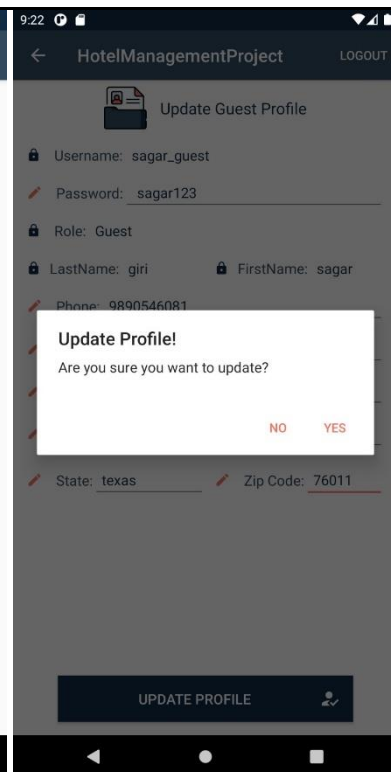 9:22
HotelManagementProject LOGOUT
Update Guest Profile
Username: sagar_guest
Password: sagar123
Role: Guest
LastName: giri FirstName: sagar
Phone: 9890546081
Update Profile!
Are you sure you want to update?
NO YES
State: texas Zip Code: 76011
UPDATE PROFILE